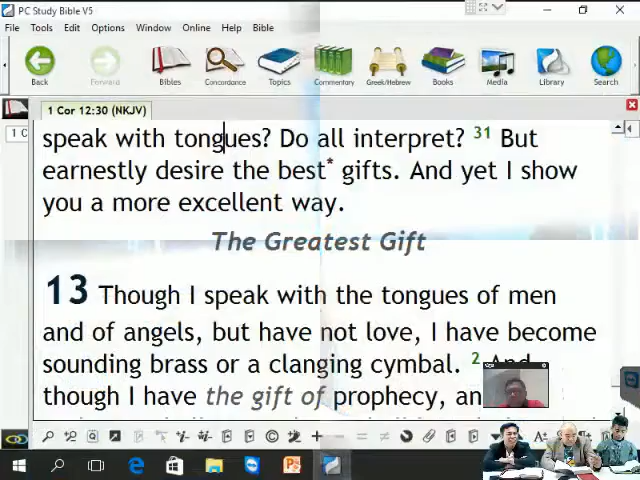 PC Study Bible V5
File Tools Edit Options Window Help Bible
Back Forward Bibles Concordance Topics Commentary Greek/Hebrew Books Media Library Search
1 Cor 12:30 (NKJV)
1 C
speak with tongues? Do all interpret? 31 But
earnestly desire the best* gifts. And yet I show
you a more excellent way.
The Greatest Gift
13 Though I speak with the tongues of men
and of angels, but have not love, I have become
sounding brass or a clanging cymbal. 2 And
though I have the gift of prophecy, an